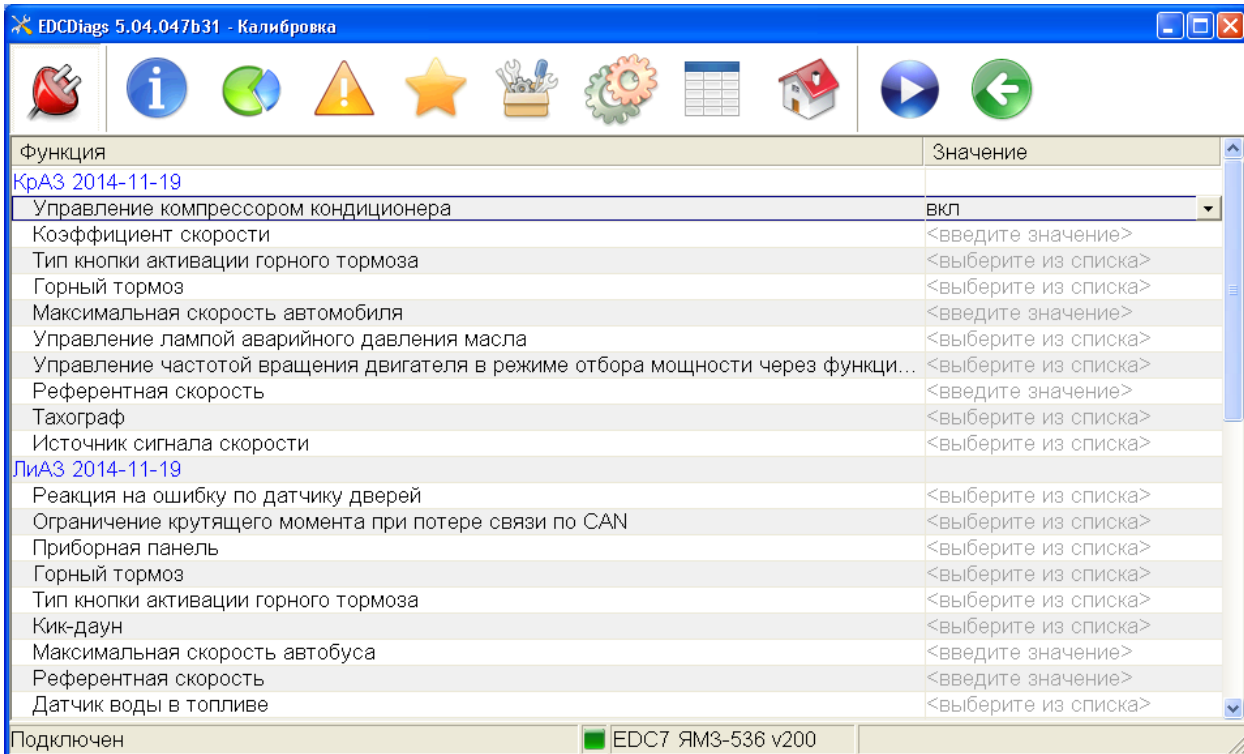 EDCDiags 5.04.047b31 - Калибровка
Функция Значение
КрАЗ 2014-11-19
Управление компрессором кондиционера вкл
Коэффициент скорости <введите значение>
Тип кнопки активации горного тормоза <выберите из списка>
Горный тормоз <выберите из списка>
Максимальная скорость автомобиля <введите значение>
Управление лампой аварийного давления масла <выберите из списка>
Управление частотой вращения двигателя в режиме отбора мощности через функци... <выберите из списка>
Референтная скорость <введите значение>
Тахограф <выберите из списка>
Источник сигнала скорости <выберите из списка>
ЛиАЗ 2014-11-19
Реакция на ошибку по датчику дверей <выберите из списка>
Ограничение крутящего момента при потере связи по CAN <выберите из списка>
Приборная панель <выберите из списка>
Горный тормоз <выберите из списка>
Тип кнопки активации горного тормоза <выберите из списка>
Кик-даун <выберите из списка>
Максимальная скорость автобуса <введите значение>
Референтная скорость <введите значение>
Датчик воды в топливе <выберите из списка>
Подключен EDC7 ЯМЗ-536 v200